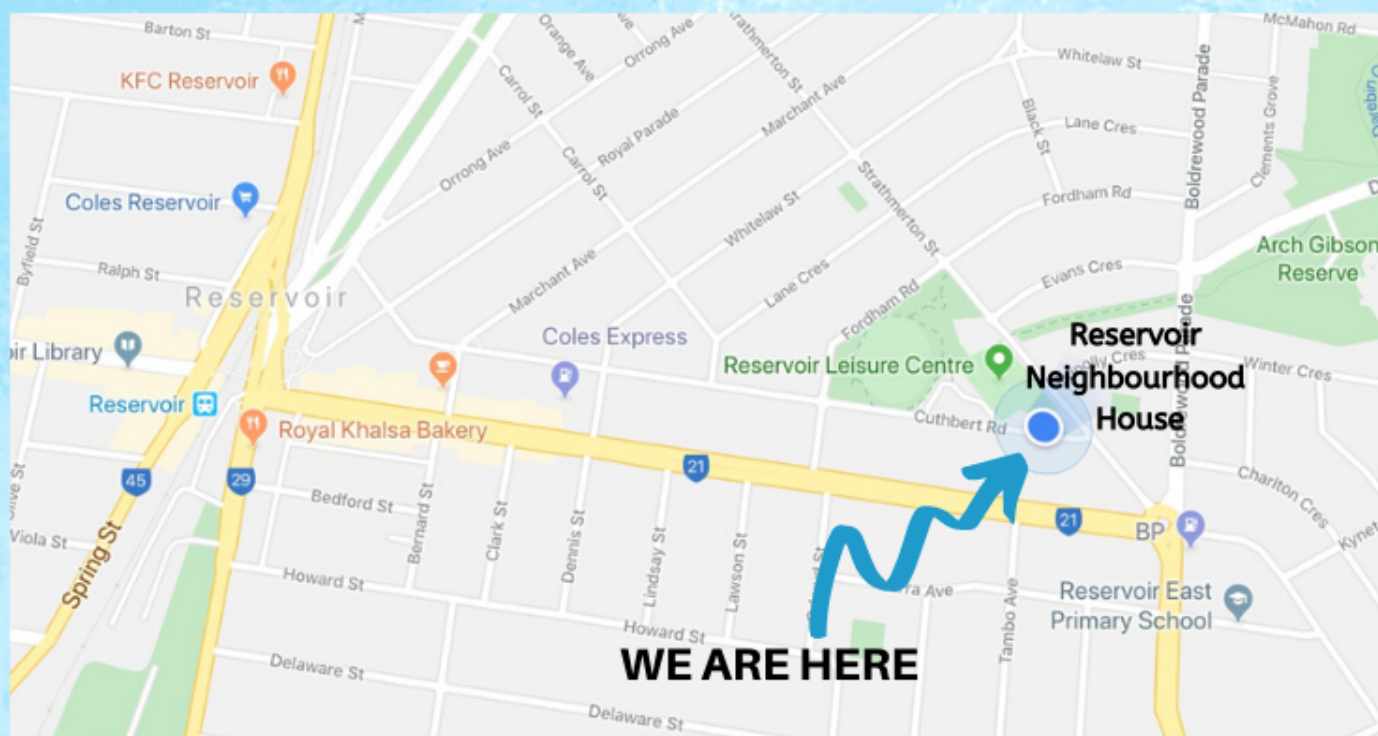 Barton St
KFC Reservoir
Coles Reservoir
Byfield St
Ralph St
Reservoir
Library
Reservoir
Royal Khalsa Bakery
45
29
21
21
Spring St
Viola St
Bedford St
Bernard St
Clark St
Dennis St
Lindsay St
Lawson St
Howard St
Howard St
Delaware St
Delaware St
Tambo Ave
Ave
Orange Ave
Orrong Ave
Orrong Ave
Carrol St
Carrol St
Royal Parade
Marchant Ave
Marchant Ave
Strathmerton St
Strathmerton St
Whitelaw St
Whitelaw St
Black St
Lane Cres
Lane Cres
Fordham Rd
Fordham Rd
Evans Cres
McMahon Rd
Boldrewood Parade
Boldrewood Parade
Clements Grove
Arch Gibson
Reserve
Winter Cres
Charlton Cres
Coles Express
Reservoir Leisure Centre
Cuthbert Rd
Reservoir
Neighbourhood
House
BP
Reservoir East
Primary School
WE ARE HERE